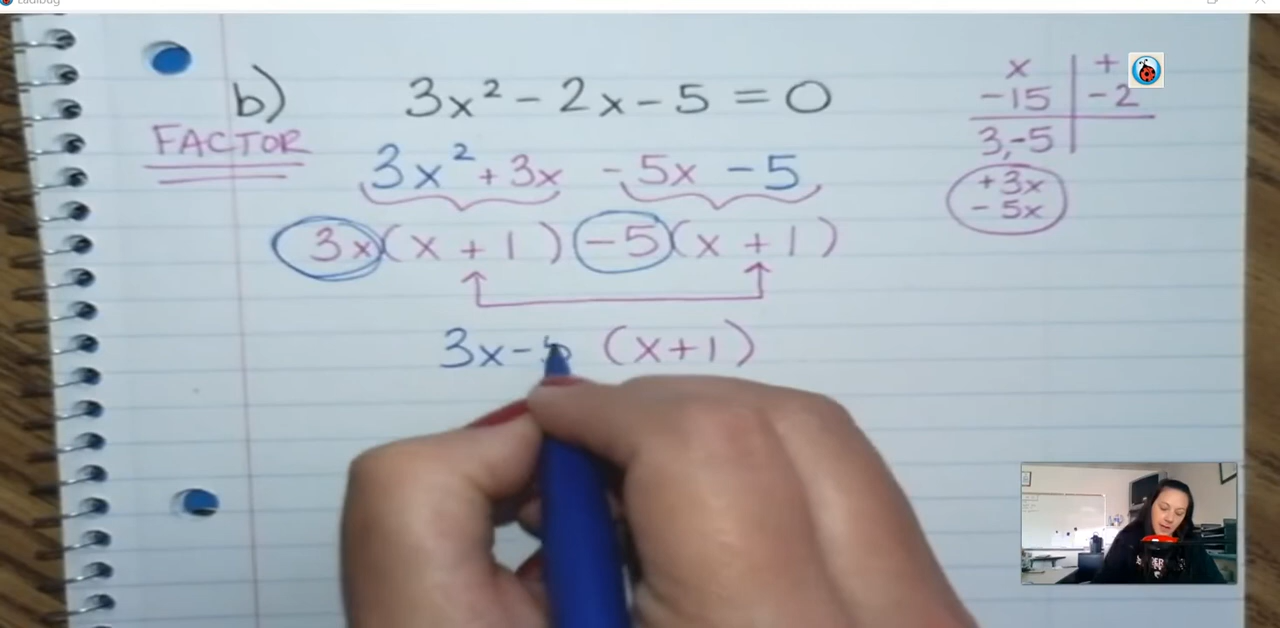 Ladibug
b) 3x² - 2x - 5 = 0
FACTOR
3x² + 3x - 5x - 5
3x(x + 1) -5(x + 1)
3x - 5 (x + 1)
x | +
-15 | -2
3, -5 |
+3x
- 5x